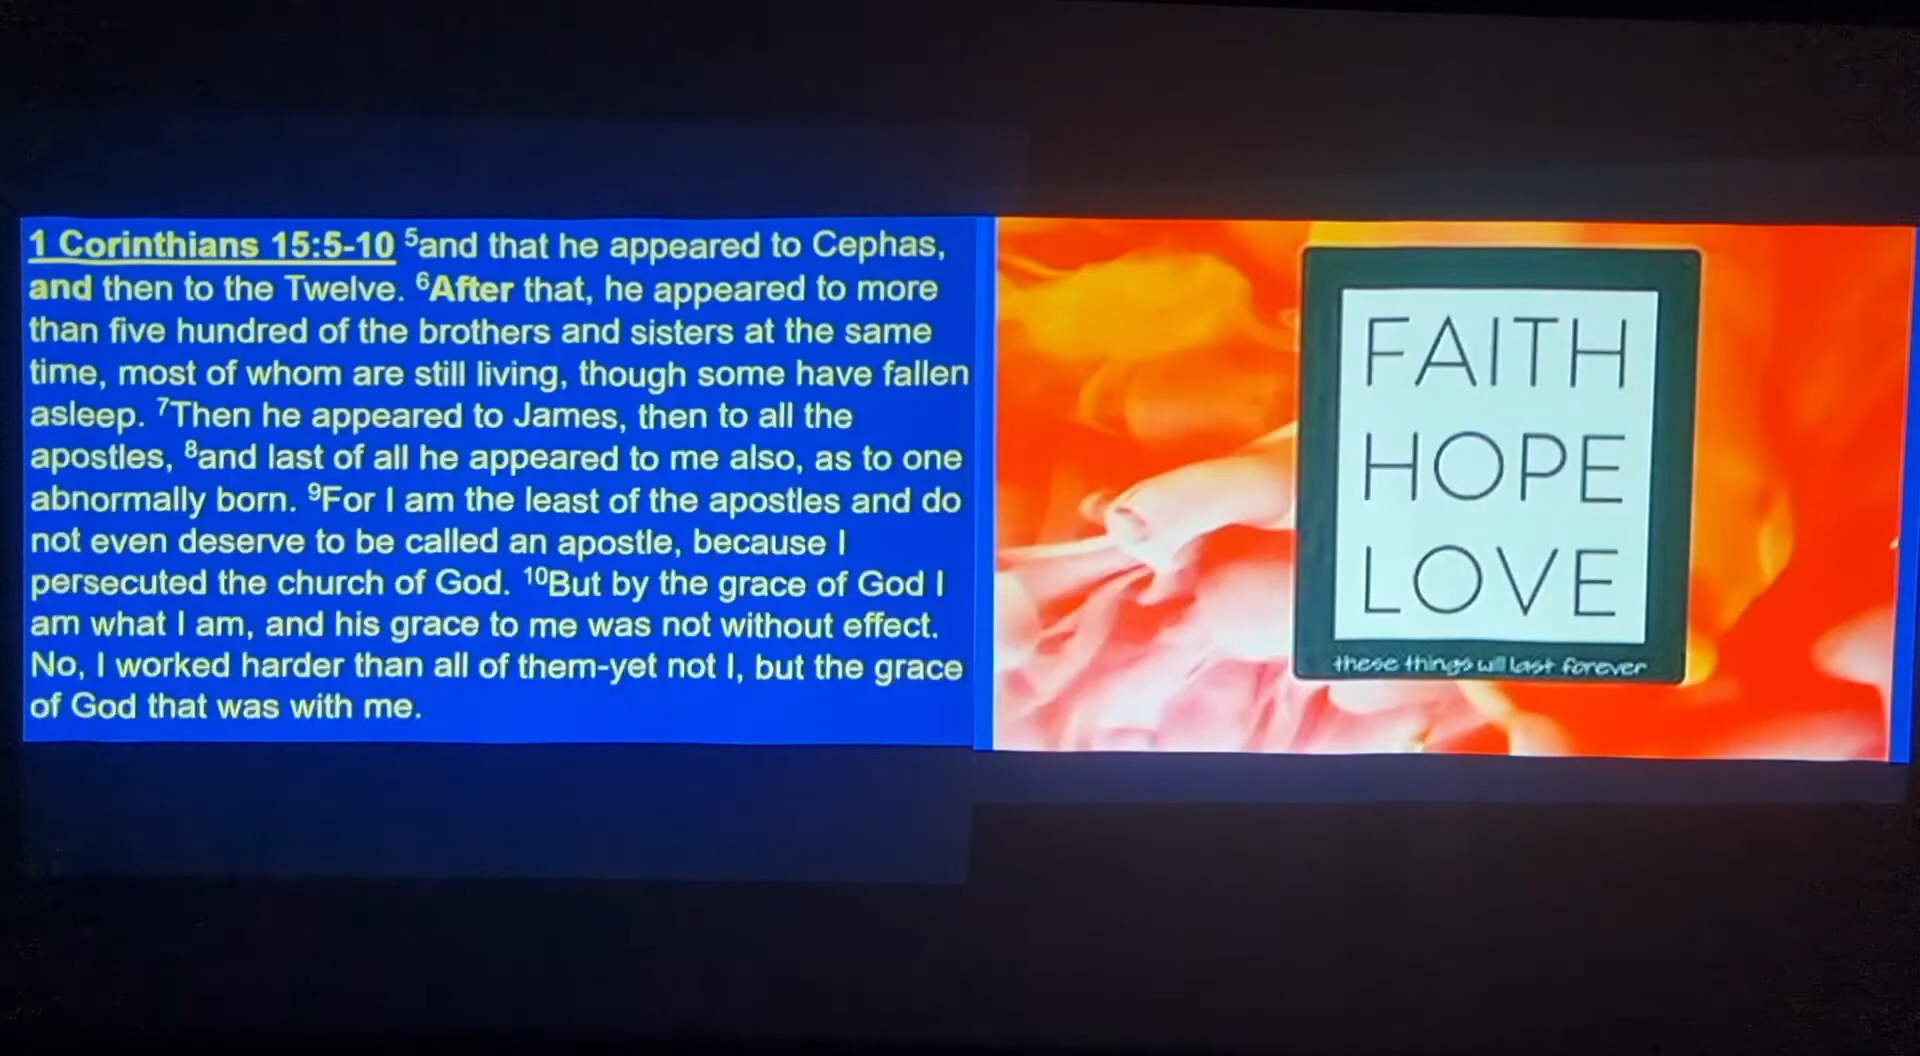 1 Corinthians 15:5-10 ⁵and that he appeared to Cephas,
and then to the Twelve. ⁶After that, he appeared to more
than five hundred of the brothers and sisters at the same
time, most of whom are still living, though some have fallen
asleep. ⁷Then he appeared to James, then to all the
apostles, ⁸and last of all he appeared to me also, as to one
abnormally born. ⁹For I am the least of the apostles and do
not even deserve to be called an apostle, because I
persecuted the church of God. ¹⁰But by the grace of God I
am what I am, and his grace to me was not without effect.
No, I worked harder than all of them-yet not I, but the grace
of God that was with me.
FAITH
HOPE
LOVE
these things will last forever